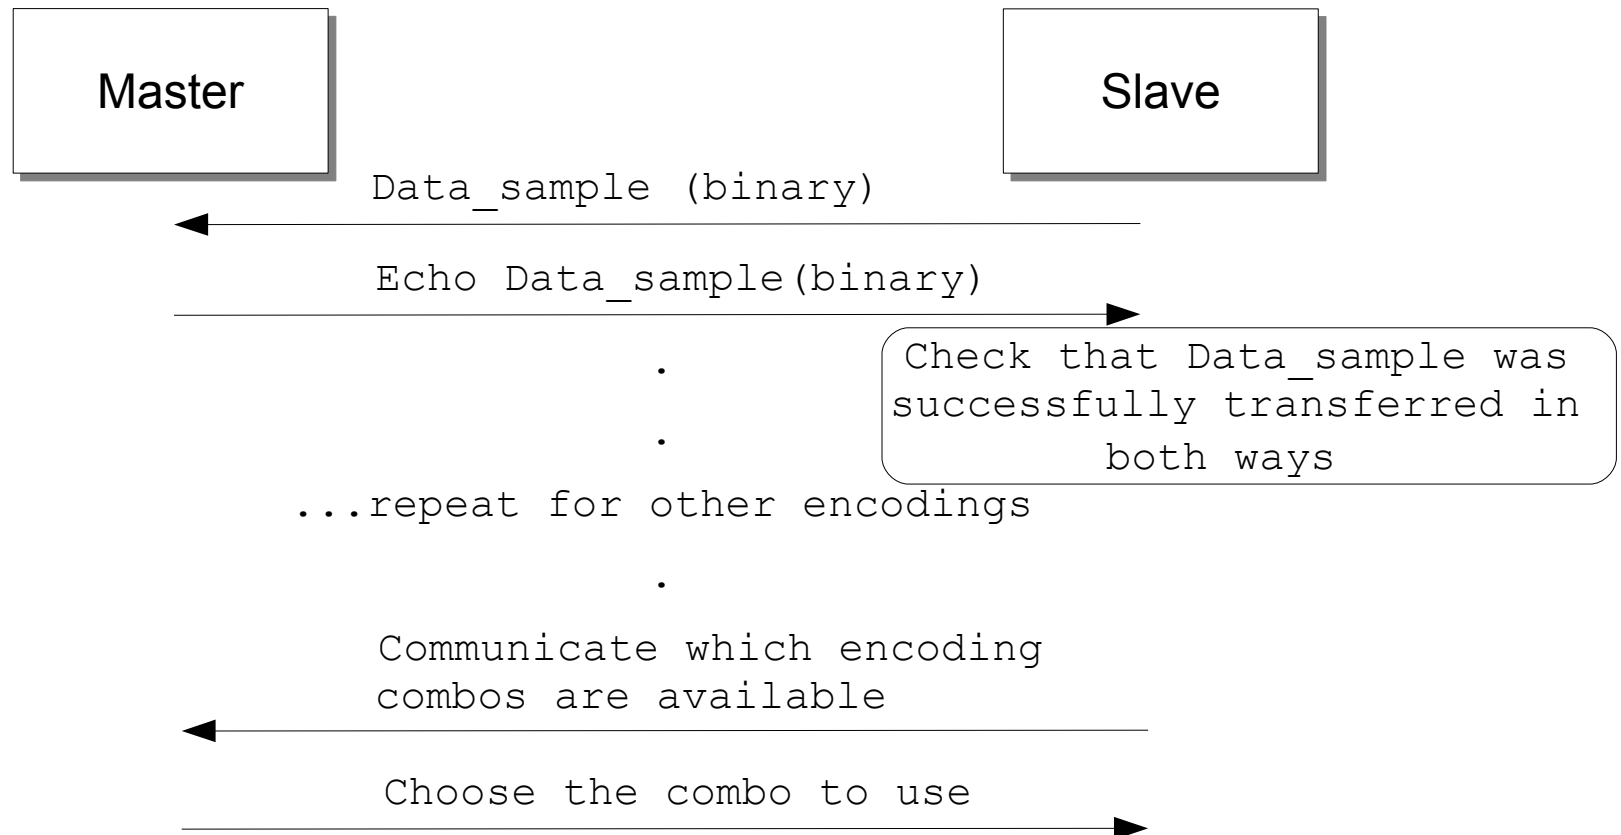 Master
Slave
Data_sample (binary)
Echo Data_sample(binary)
.
Check that Data_sample was
successfully transferred in
both ways
.
...repeat for other encodings
.
Communicate which encoding
combos are available
Choose the combo to use